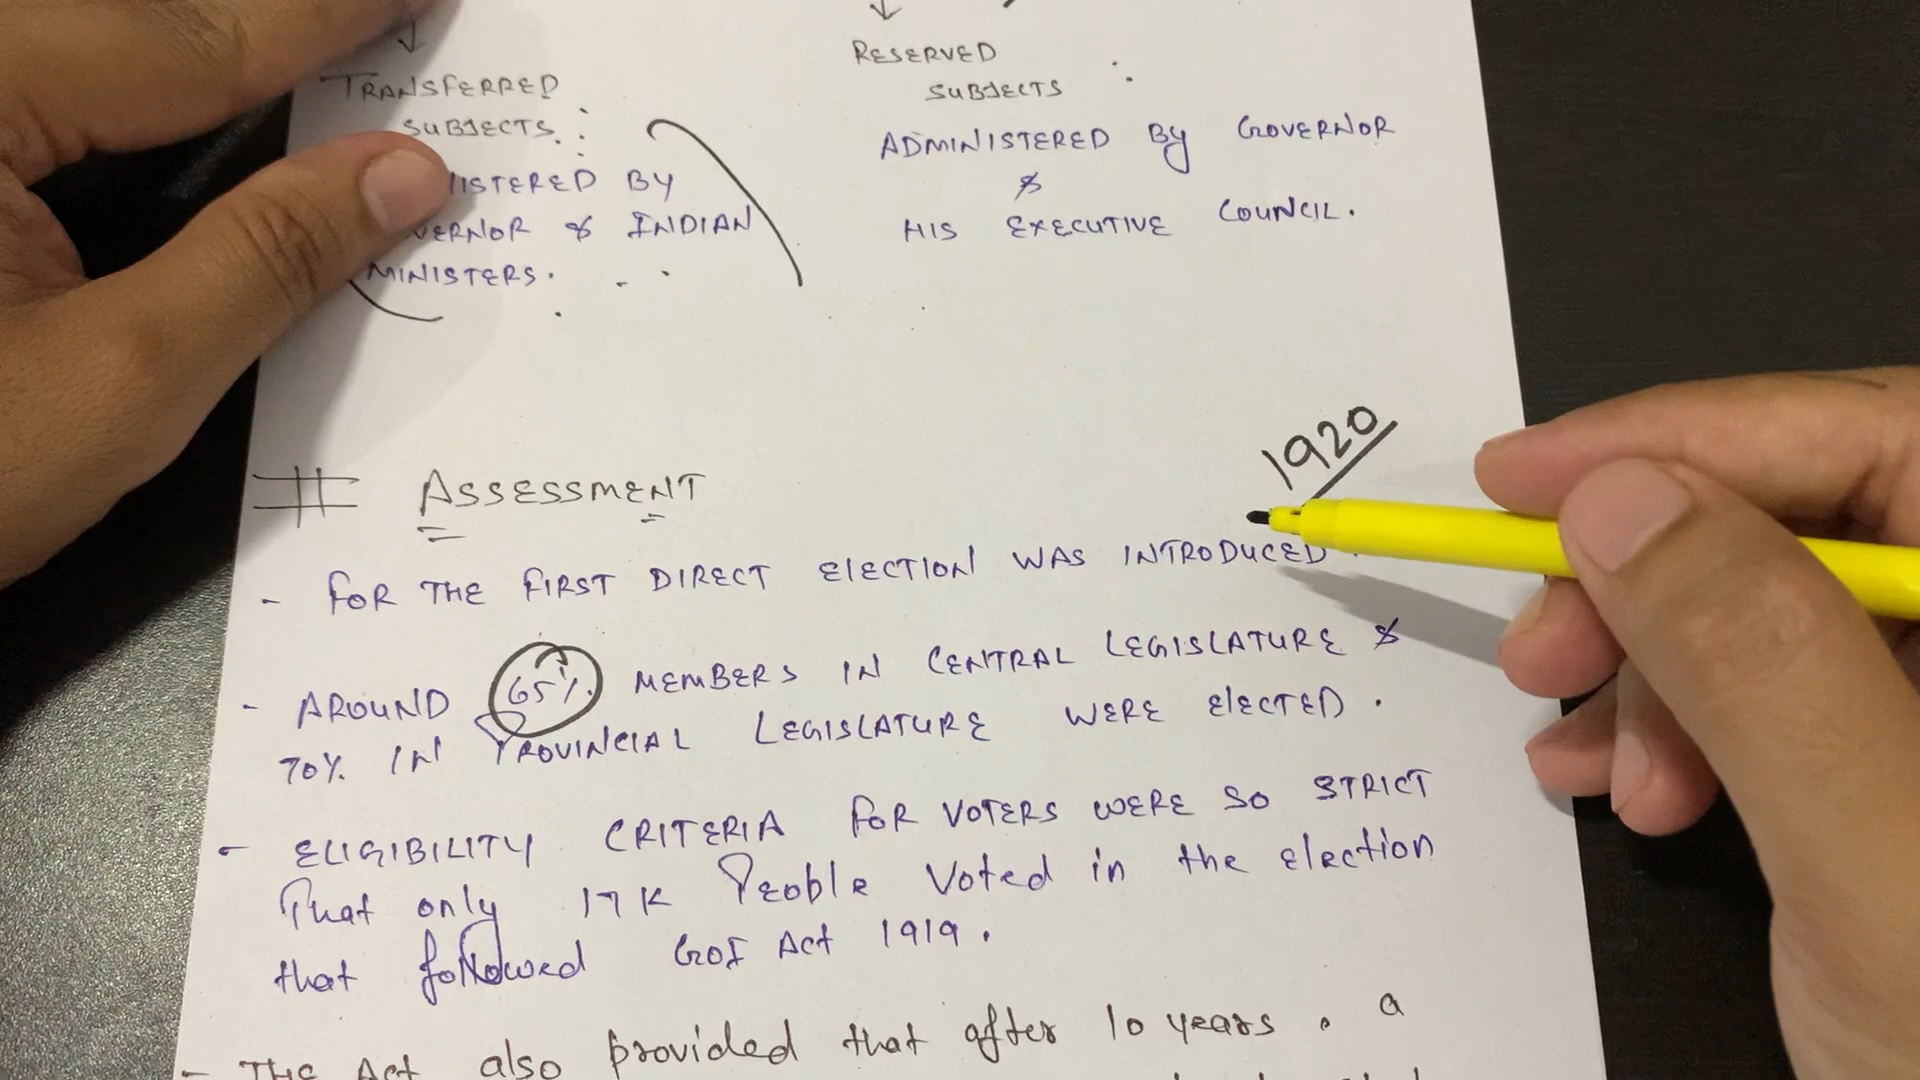 TRANSFERRED
SUBJECTS
NISTERED BY
VERNOR & INDIAN
MINISTERS.
RESERVED
SUBJECTS
ADMINISTERED By GOVERNOR
&
HIS EXECUTIVE COUNCIL.
1920
# ASSESSMENT
- FOR THE FIRST DIRECT ElECTION WAS INTRODUCED.
- AROUND 65% MEMBERS IN CENTRAL LEGISLATURE &
70% IN PROVINCIAL LEGISLATURE WERE ElECTED.
- ELIGIBILITY CRITERIA FOR VOTERS WERE SO STRICT
That only 17K Peoble Voted in the election
that followed GOI Act 1919.
- THE Act also provided that after 10 years. a